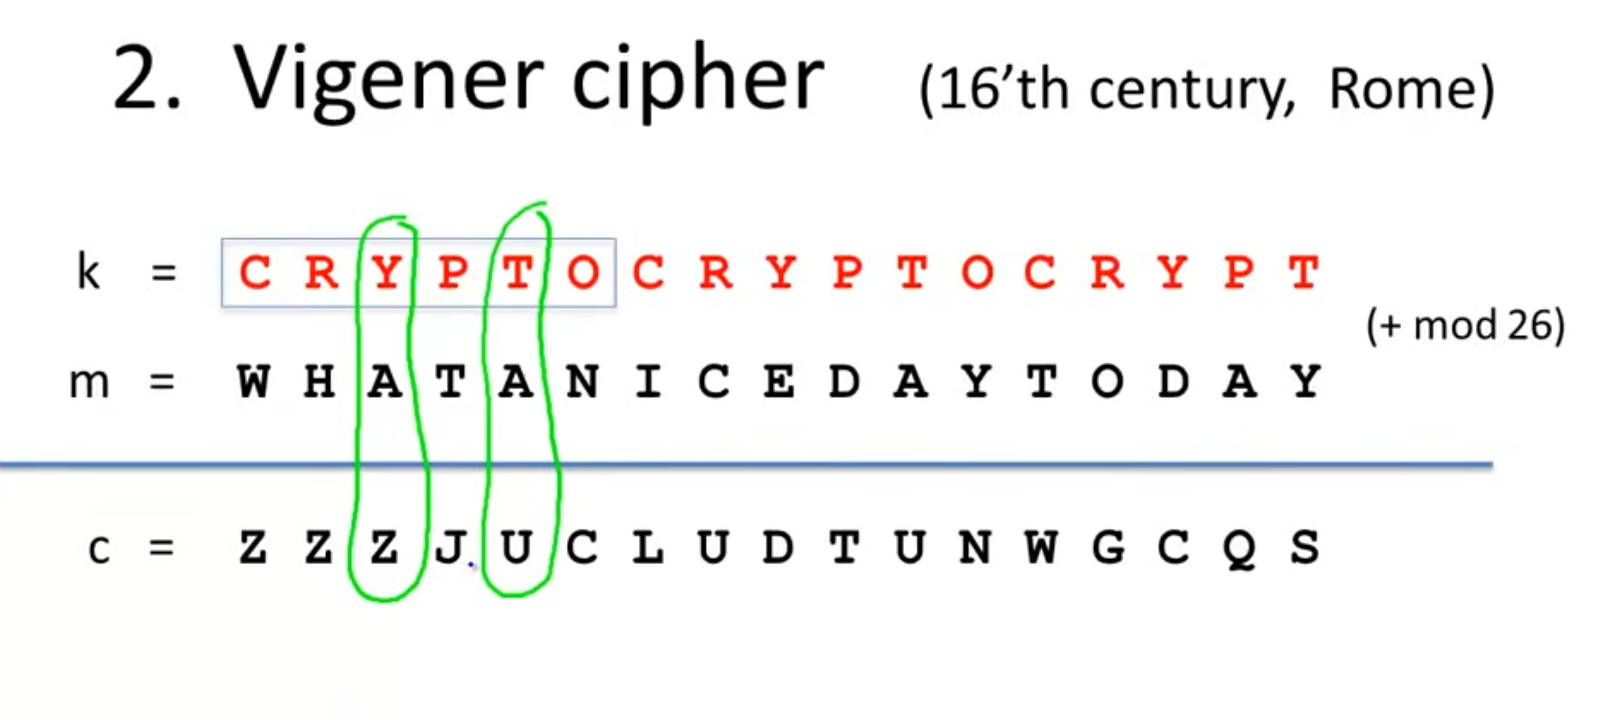 2. Vigener cipher (16’th century, Rome)
k = C R Y P T O C R Y P T O C R Y P T
(+ mod 26)
m = W H A T A N I C E D A Y T O D A Y
c = Z Z Z J U C L U D T U N W G C Q S